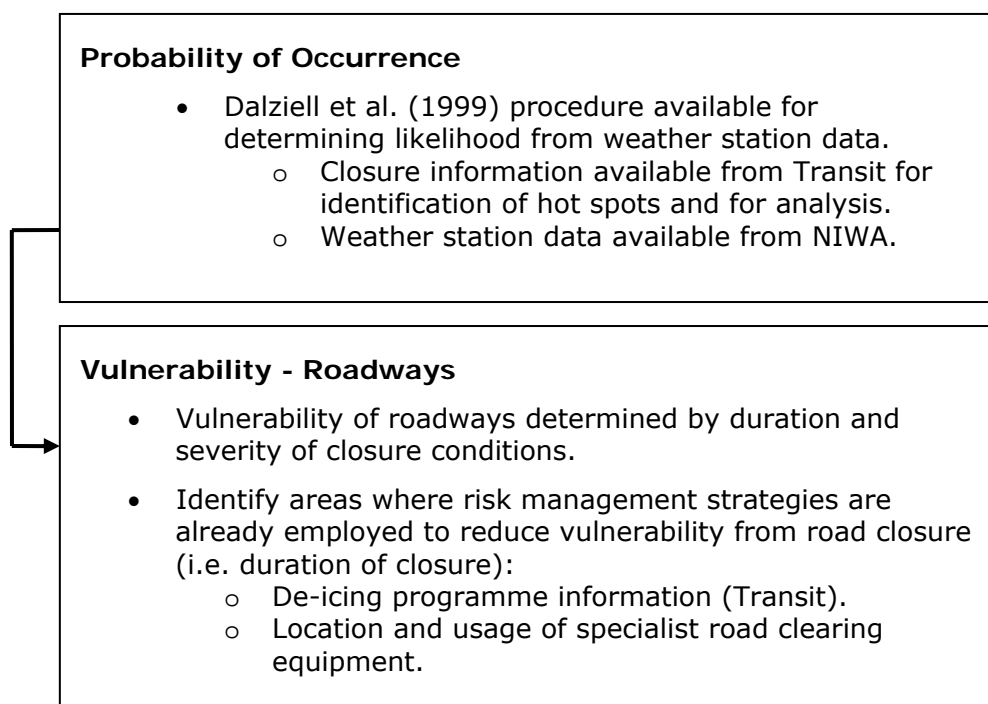 Probability of Occurrence
• Dalziell et al. (1999) procedure available for
determining likelihood from weather station data.
o Closure information available from Transit for
identification of hot spots and for analysis.
o Weather station data available from NIWA.
Vulnerability - Roadways
• Vulnerability of roadways determined by duration and
severity of closure conditions.
• Identify areas where risk management strategies are
already employed to reduce vulnerability from road closure
(i.e. duration of closure):
o De-icing programme information (Transit).
o Location and usage of specialist road clearing
equipment.